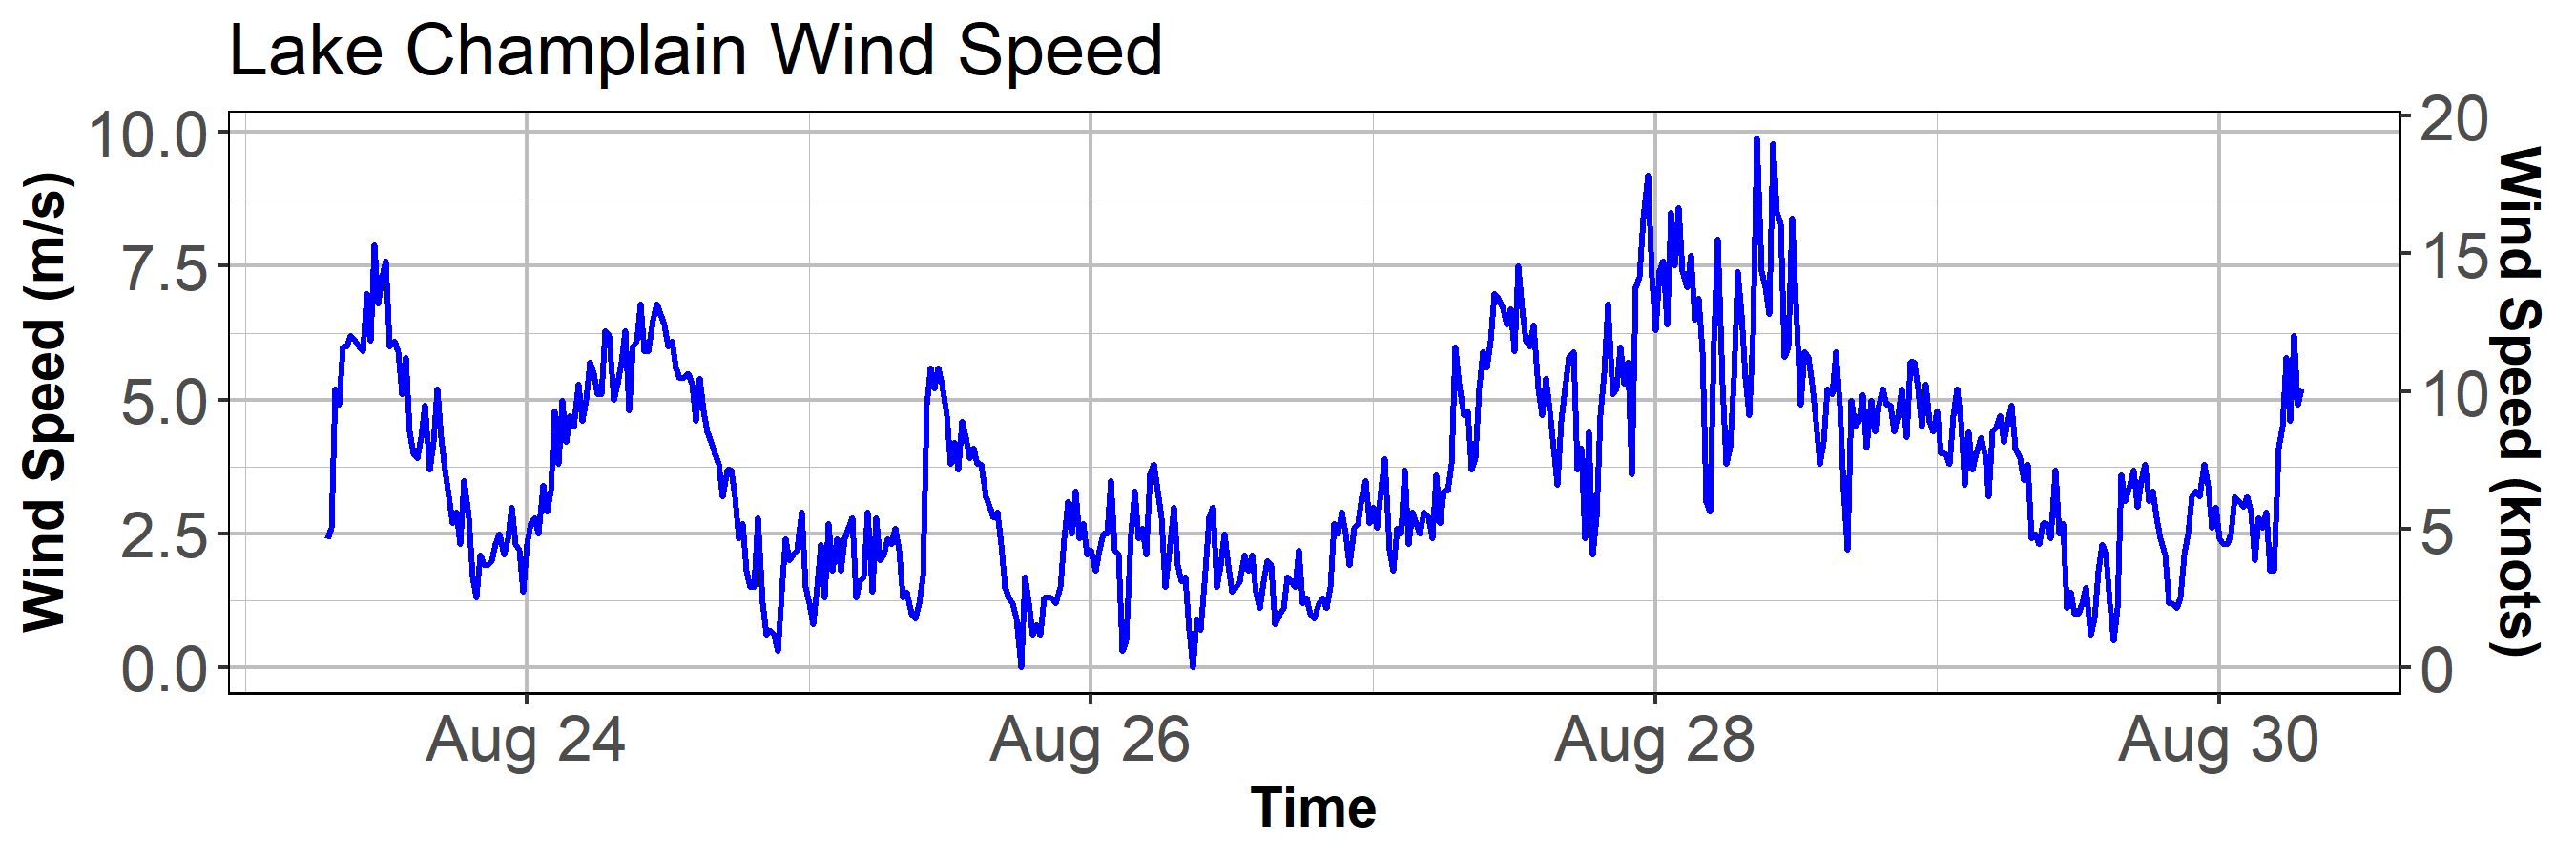 Lake Champlain Wind Speed
Wind Speed (m/s)
10.0
7.5
5.0
2.5
0.0
20
15
10
5
0
Wind Speed (knots)
Aug 24
Aug 26
Aug 28
Aug 30
Time